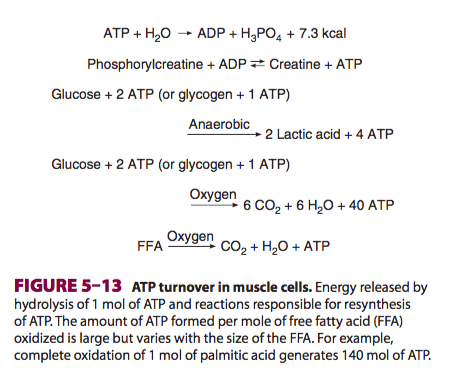 ATP + H₂O → ADP + H₃PO₄ + 7.3 kcal
Phosphorylcreatine + ADP ⇄ Creatine + ATP
Glucose + 2 ATP (or glycogen + 1 ATP)
Anaerobic
→ 2 Lactic acid + 4 ATP
Glucose + 2 ATP (or glycogen + 1 ATP)
Oxygen
→ 6 CO₂ + 6 H₂O + 40 ATP
FFA Oxygen → CO₂ + H₂O + ATP
FIGURE 5–13 ATP turnover in muscle cells. Energy released by
hydrolysis of 1 mol of ATP and reactions responsible for resynthesis
of ATP. The amount of ATP formed per mole of free fatty acid (FFA)
oxidized is large but varies with the size of the FFA. For example,
complete oxidation of 1 mol of palmitic acid generates 140 mol of ATP.